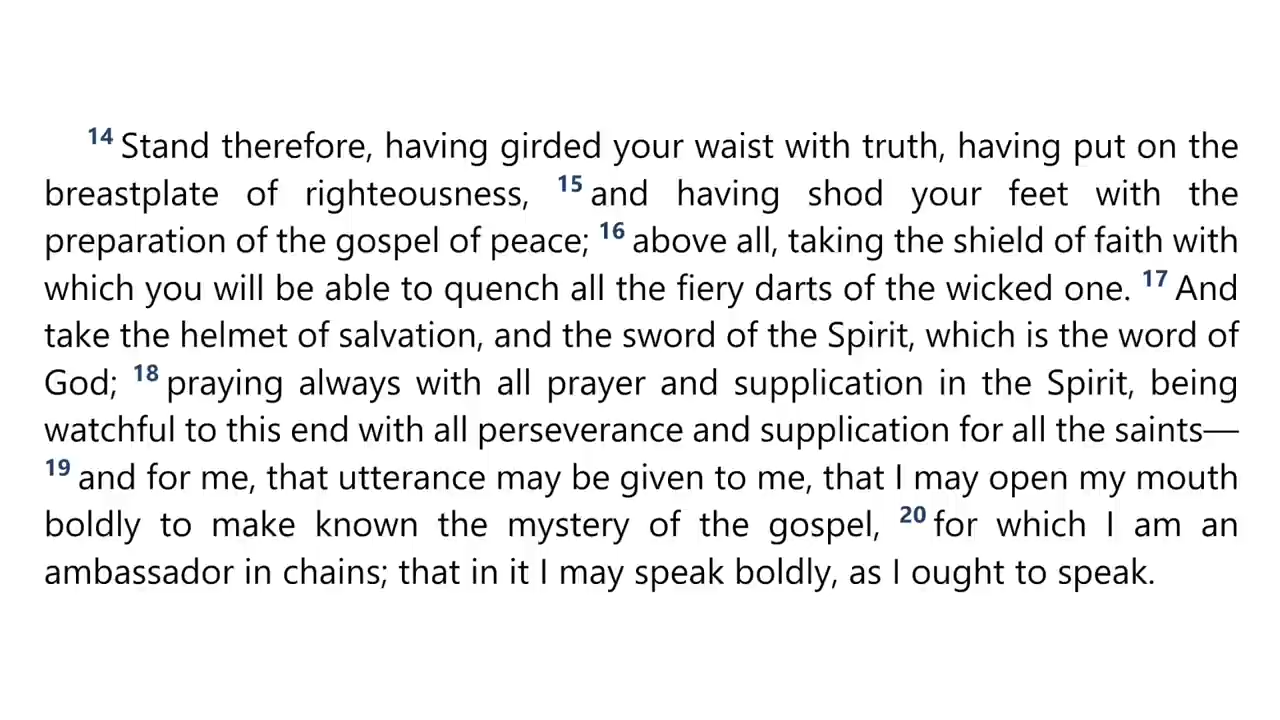 14 Stand therefore, having girded your waist with truth, having put on the
breastplate of righteousness, 15 and having shod your feet with the
preparation of the gospel of peace; 16 above all, taking the shield of faith with
which you will be able to quench all the fiery darts of the wicked one. 17 And
take the helmet of salvation, and the sword of the Spirit, which is the word of
God; 18 praying always with all prayer and supplication in the Spirit, being
watchful to this end with all perseverance and supplication for all the saints—
19 and for me, that utterance may be given to me, that I may open my mouth
boldly to make known the mystery of the gospel, 20 for which I am an
ambassador in chains; that in it I may speak boldly, as I ought to speak.